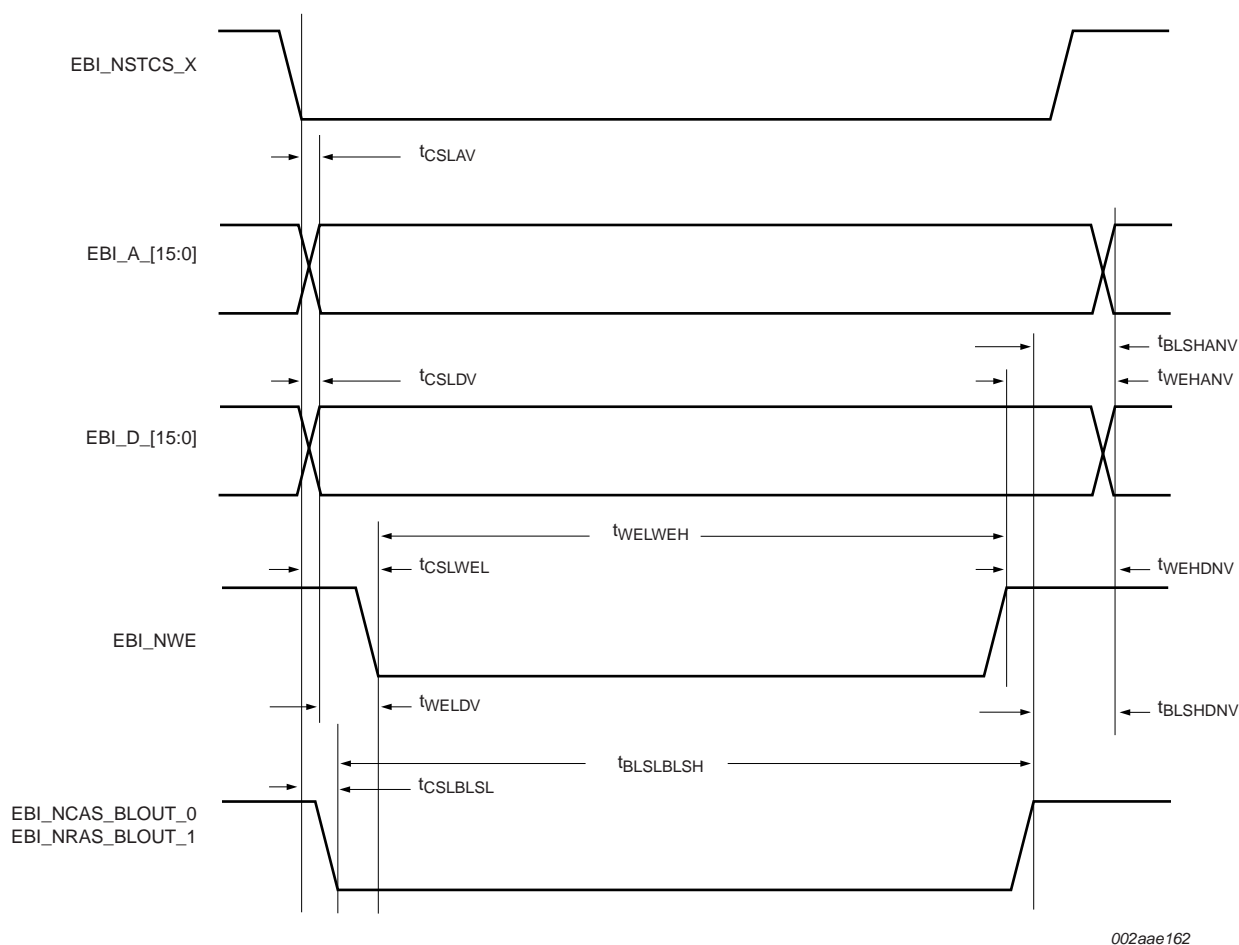 EBI_NSTCS_X
tCSLAV
EBI_A_[15:0]
tBLSHANV
tCSLDV
tWEHANV
EBI_D_[15:0]
tWELWEH
tCSLWEL
tWEHDNV
EBI_NWE
tWELDV
tBLSHDNV
tBLSLBLSH
tCSLBLSL
EBI_NCAS_BLOUT_0
EBI_NRAS_BLOUT_1
002aae162